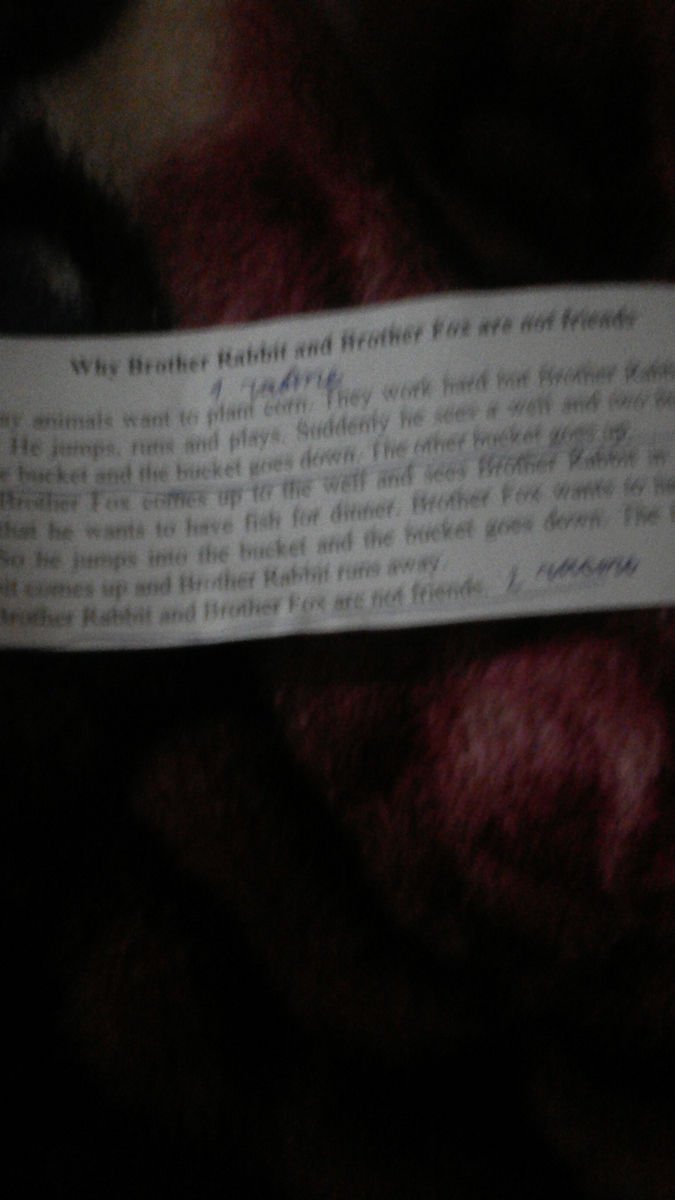 Why Brother Rabbit and Brother Fox are not friends
animals want to plant corn. They work hard but Brother
He jumps, runs and plays. Suddenly he sees a well and two
bucket and the bucket goes down. The other bucket goes up.
Brother Fox comes up to the well and sees Brother Rabbit in
that he wants to have fish for dinner. Brother Fox wants to
So he jumps into the bucket and the bucket goes down. The
comes up and Brother Rabbit runs away.
Brother Rabbit and Brother Fox are not friends.